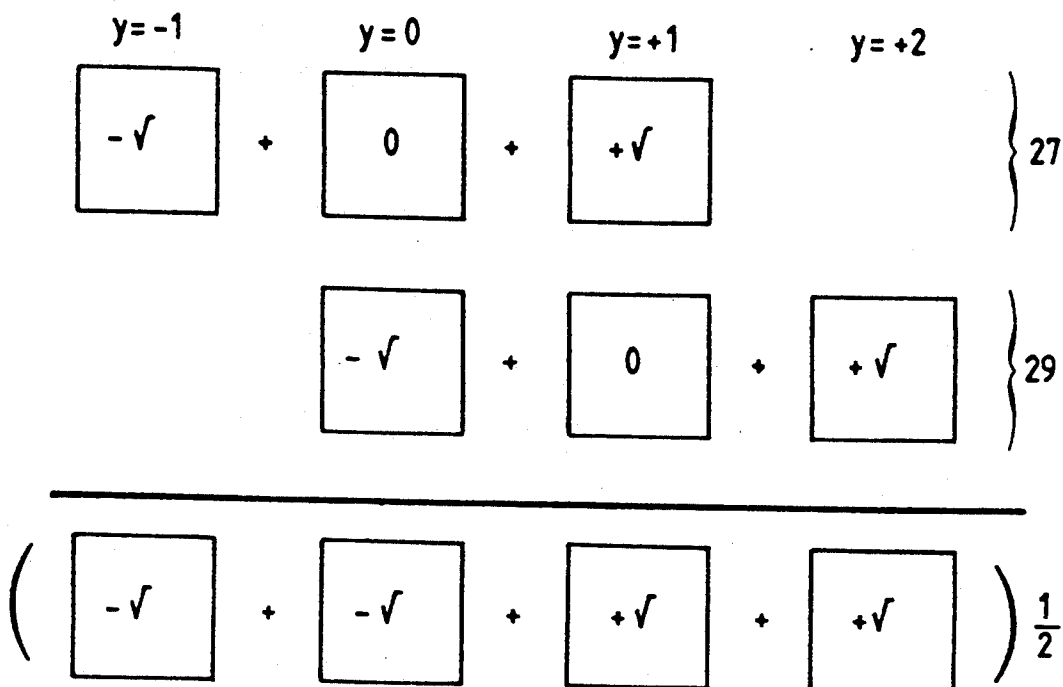 y=-1 y=0 y=+1 y=+2
-√ + 0 + +√ } 27
-√ + 0 + +√ } 29
( -√ + -√ + +√ + +√ ) 1/2